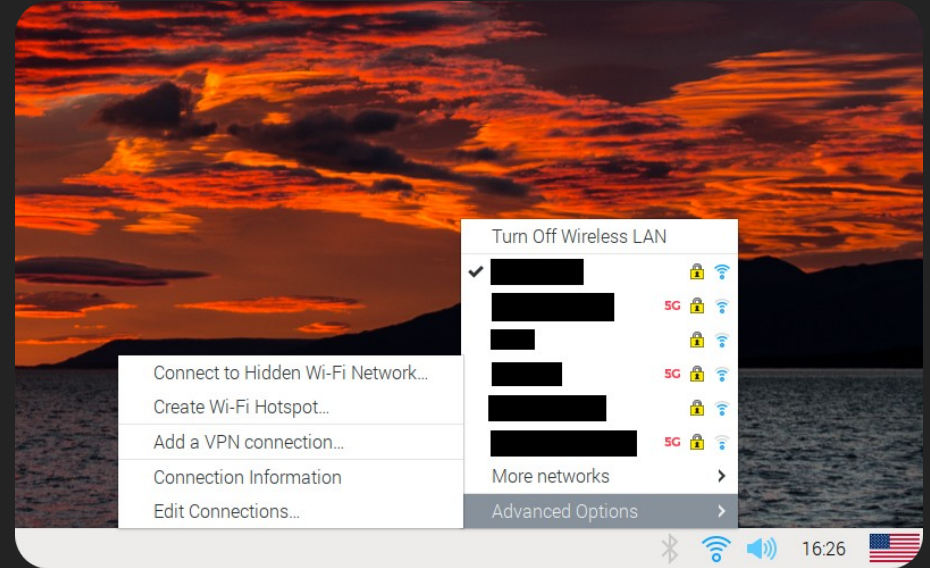 Turn Off Wireless LAN
5G
5G
5G
More networks
Advanced Options
Connect to Hidden Wi-Fi Network...
Create Wi-Fi Hotspot...
Add a VPN connection...
Connection Information
Edit Connections...
16:26